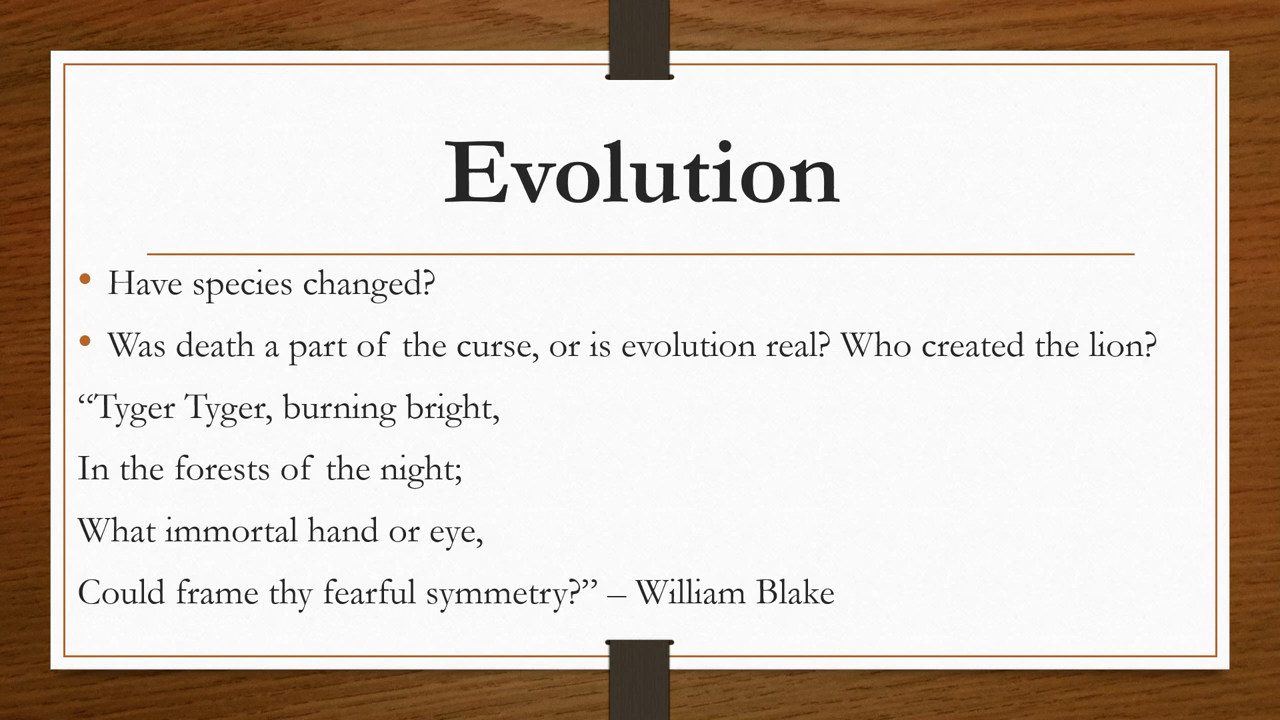 Evolution
• Have species changed?
• Was death a part of the curse, or is evolution real? Who created the lion?
“Tyger Tyger, burning bright,
In the forests of the night;
What immortal hand or eye,
Could frame thy fearful symmetry?” – William Blake